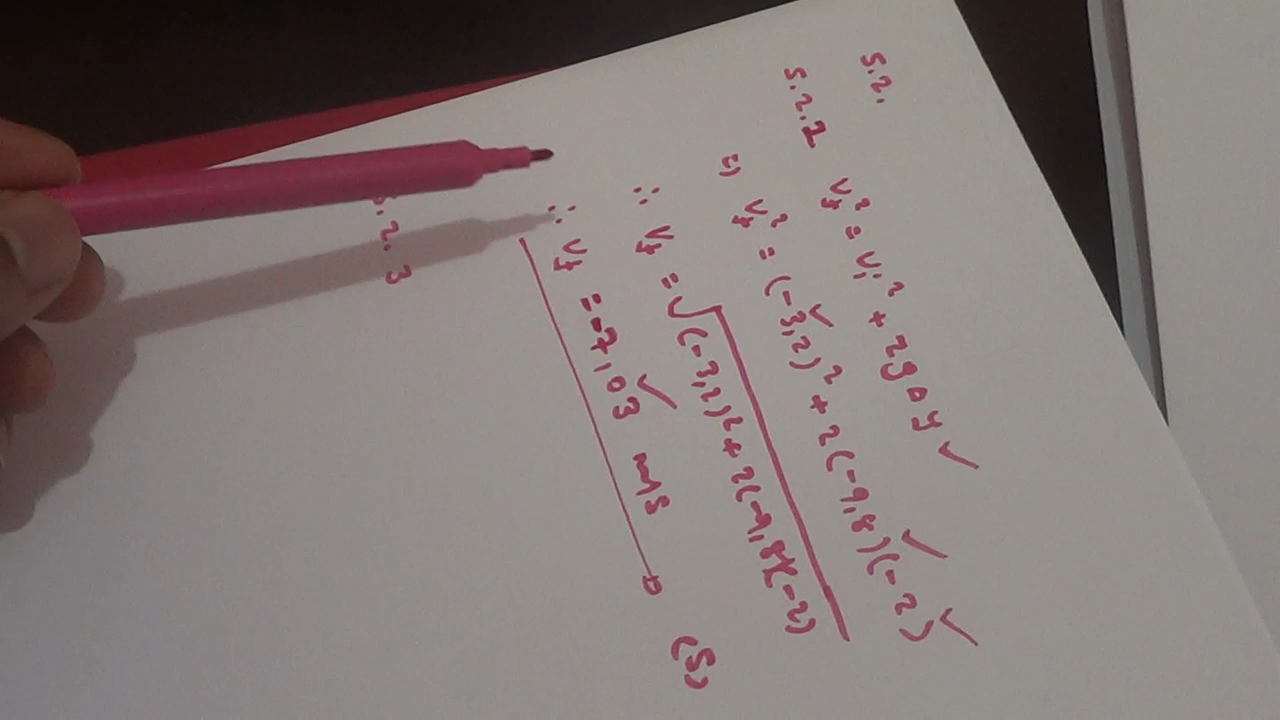 5.2.
5.2.2 Vf² = Vi² + 2gΔy ✓
∴ Vf² = (-3,2)² + 2(-9,8)(-2)
∴ Vf = √(-3,2)² + 2(-9,8)(-2)
∴ Vf = -7,03 m/s
(5)
5.2.3